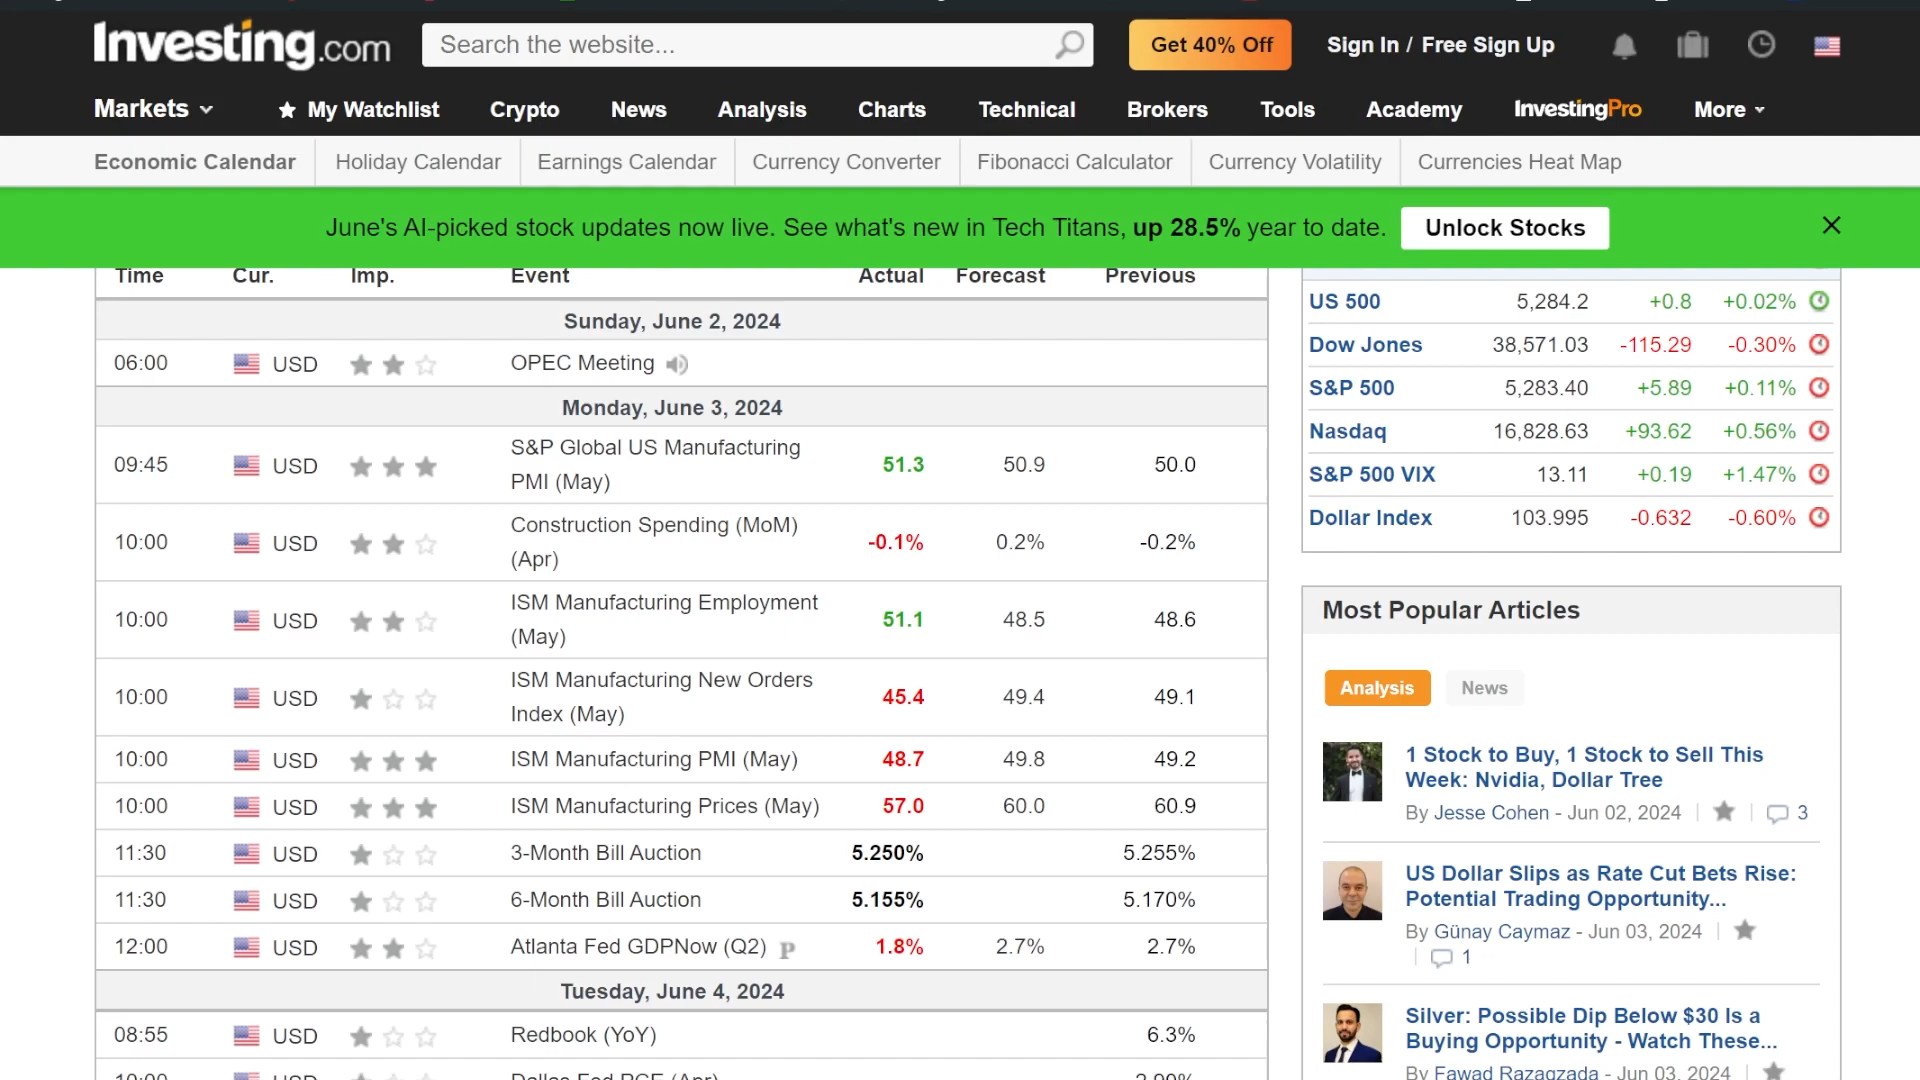 Investing.com
Search the website...
Get 40% Off
Sign In / Free Sign Up
Markets
My Watchlist
Crypto
News
Analysis
Charts
Technical
Brokers
Tools
Academy
InvestingPro
More
Economic Calendar
Holiday Calendar
Earnings Calendar
Currency Converter
Fibonacci Calculator
Currency Volatility
Currencies Heat Map
June's AI-picked stock updates now live. See what's new in Tech Titans, up 28.5% year to date.
Unlock Stocks
Time Cur. Imp. Event Actual Forecast Previous
Sunday, June 2, 2024
06:00 USD OPEC Meeting
Monday, June 3, 2024
09:45 USD S&P Global US Manufacturing
PMI (May) 51.3 50.9 50.0
10:00 USD Construction Spending (MoM)
(Apr) -0.1% 0.2% -0.2%
10:00 USD ISM Manufacturing Employment
(May) 51.1 48.5 48.6
10:00 USD ISM Manufacturing New Orders
Index (May) 45.4 49.4 49.1
10:00 USD ISM Manufacturing PMI (May) 48.7 49.8 49.2
10:00 USD ISM Manufacturing Prices (May) 57.0 60.0 60.9
11:30 USD 3-Month Bill Auction 5.250% 5.255%
11:30 USD 6-Month Bill Auction 5.155% 5.170%
12:00 USD Atlanta Fed GDPNow (Q2) P 1.8% 2.7% 2.7%
Tuesday, June 4, 2024
08:55 USD Redbook (YoY) 6.3%
10:00 USD Dallas Fed PCE (Apr)
US 500 5,284.2 +0.8 +0.02%
Dow Jones 38,571.03 -115.29 -0.30%
S&P 500 5,283.40 +5.89 +0.11%
Nasdaq 16,828.63 +93.62 +0.56%
S&P 500 VIX 13.11 +0.19 +1.47%
Dollar Index 103.995 -0.632 -0.60%
Most Popular Articles
Analysis
News
1 Stock to Buy, 1 Stock to Sell This
Week: Nvidia, Dollar Tree
By Jesse Cohen - Jun 02, 2024 3
US Dollar Slips as Rate Cut Bets Rise:
Potential Trading Opportunity...
By Günay Caymaz - Jun 03, 2024
1
Silver: Possible Dip Below $30 Is a
Buying Opportunity - Watch These...
By Fawad Razaqzada - Jun 03, 2024